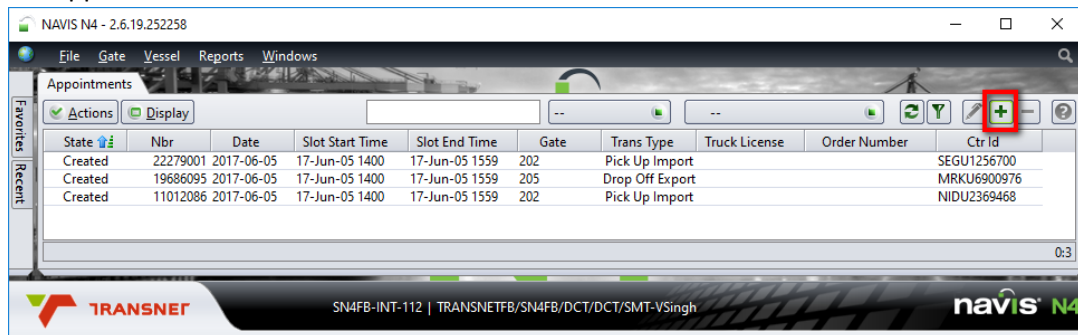 NAVIS N4 - 2.6.19.252258
File Gate Vessel Reports Windows
Appointments
Favorites
Recent
Actions Display -- --
State Nbr Date Slot Start Time Slot End Time Gate Trans Type Truck License Order Number Ctr Id
Created 22279001 2017-06-05 17-Jun-05 1400 17-Jun-05 1559 202 Pick Up Import SEGU1256700
Created 19686095 2017-06-05 17-Jun-05 1400 17-Jun-05 1559 205 Drop Off Export MRKU6900976
Created 11012086 2017-06-05 17-Jun-05 1400 17-Jun-05 1559 202 Pick Up Import NIDU2369468
0:3
TRANSNET SN4FB-INT-112 | TRANSNETFB/SN4FB/DCT/DCT/SMT-VSingh navis N4